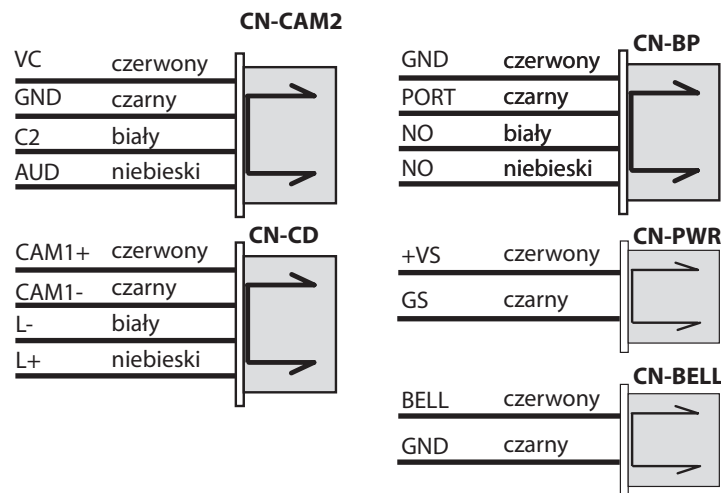 CN-CAM2
VC czerwony
GND czarny
C2 biały
AUD niebieski
CN-CD
CAM1+ czerwony
CAM1- czarny
L- biały
L+ niebieski
CN-BP
GND czerwony
PORT czarny
NO biały
NO niebieski
CN-PWR
+VS czerwony
GS czarny
CN-BELL
BELL czerwony
GND czarny